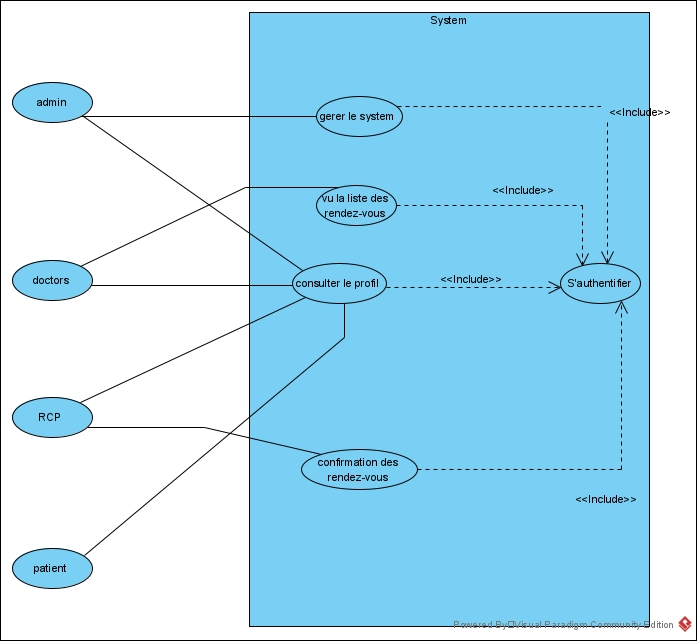 System
admin
gerer le system
<<Include>>
vu la liste des
rendez-vous
<<Include>>
doctors
consulter le profil
<<Include>>
S'authentifier
RCP
confirmation des
rendez-vous
<<Include>>
patient
Powered By Visual Paradigm Community Edition